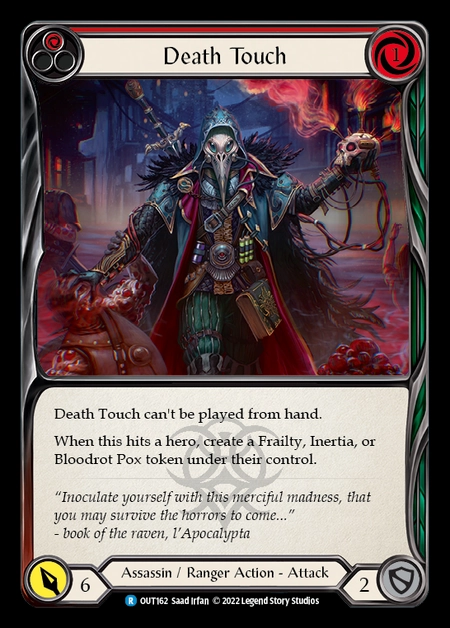 Death Touch
1
Death Touch can't be played from hand.
When this hits a hero, create a Frailty, Inertia, or
Bloodrot Pox token under their control.
"Inoculate yourself with this merciful madness, that
you may survive the horrors to come..."
- book of the raven, l'Apocalypta
6
Assassin / Ranger Action - Attack
2
R OUT162 Saad Irfan © 2022 Legend Story Studios